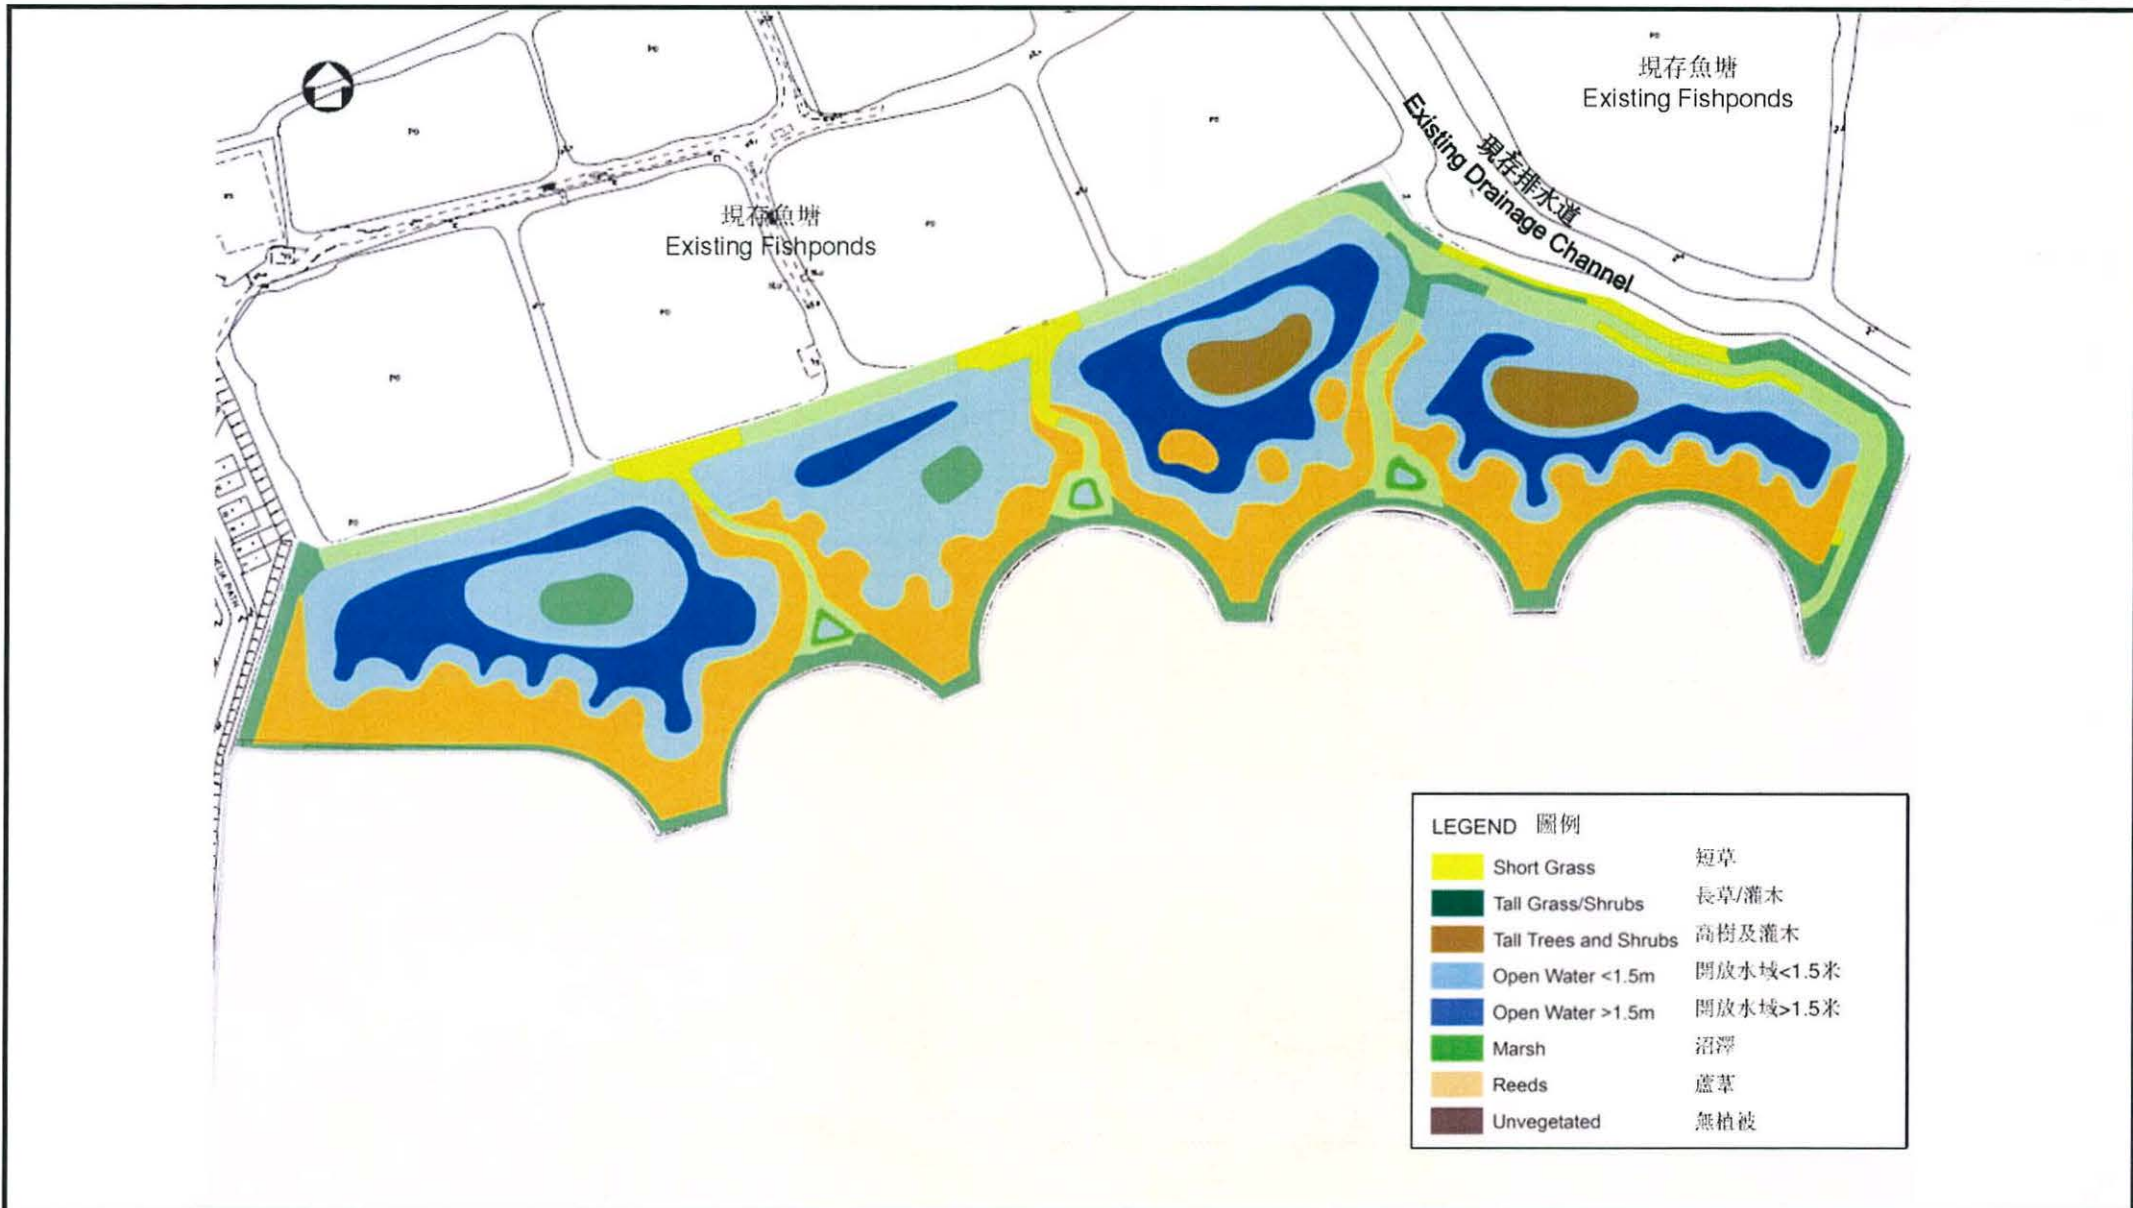 現存魚塘
Existing Fishponds
現存排水道
Existing Drainage Channel
現存魚塘
Existing Fishponds
LEGEND 圖例
Short Grass 短草
Tall Grass/Shrubs 長草/灌木
Tall Trees and Shrubs 高樹及灌木
Open Water <1.5m 開放水域<1.5米
Open Water >1.5m 開放水域>1.5米
Marsh 沼澤
Reeds 蘆葦
Unvegetated 無植被